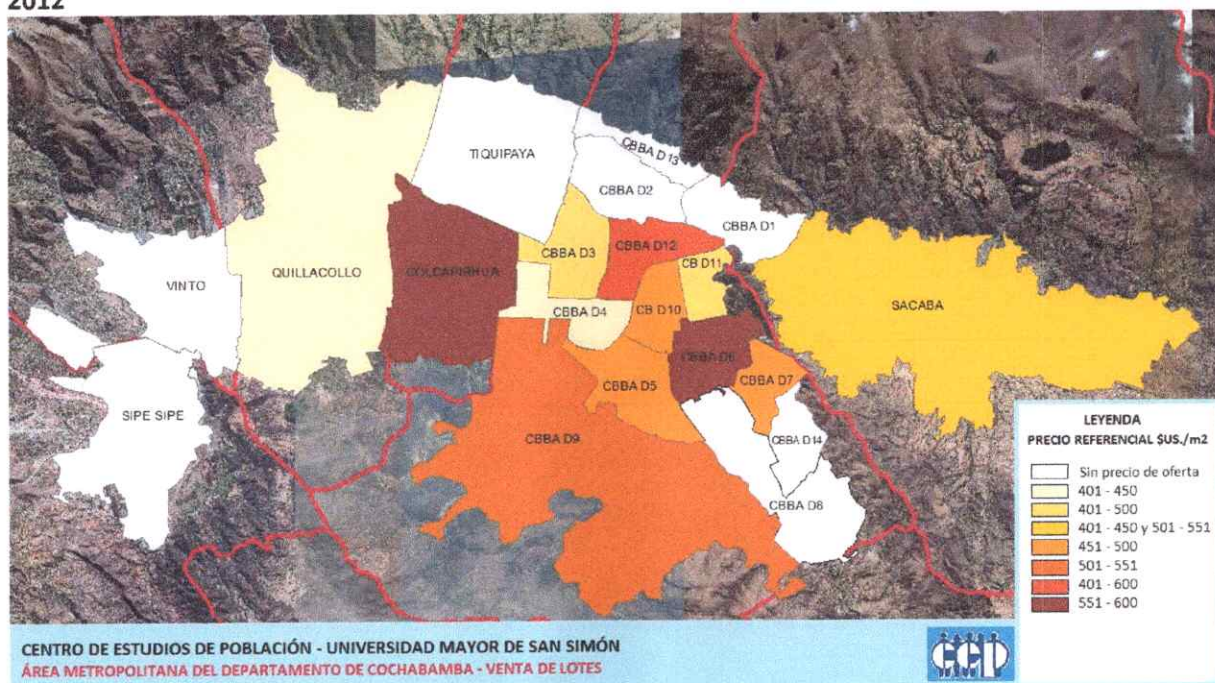 2012
CBBA D13
TIQUIPAYA
CBBA D2
CBBA D1
CBBA D3
CBBA D12
CB D11
QUILLACOLLO
COLCAPIRHUA
VINTO
SACABA
CBBA D4
CB D10
CBBA D6
CBBA D5
CBBA D7
SIPE SIPE
CBBA D9
CBBA D14
CBBA D8
LEYENDA
PRECIO REFERENCIAL $US./m2
Sin precio de oferta
401 - 450
401 - 500
401 - 450 y 501 - 551
451 - 500
501 - 551
401 - 600
551 - 600
CENTRO DE ESTUDIOS DE POBLACIÓN - UNIVERSIDAD MAYOR DE SAN SIMÓN
ÁREA METROPOLITANA DEL DEPARTAMENTO DE COCHABAMBA - VENTA DE LOTES